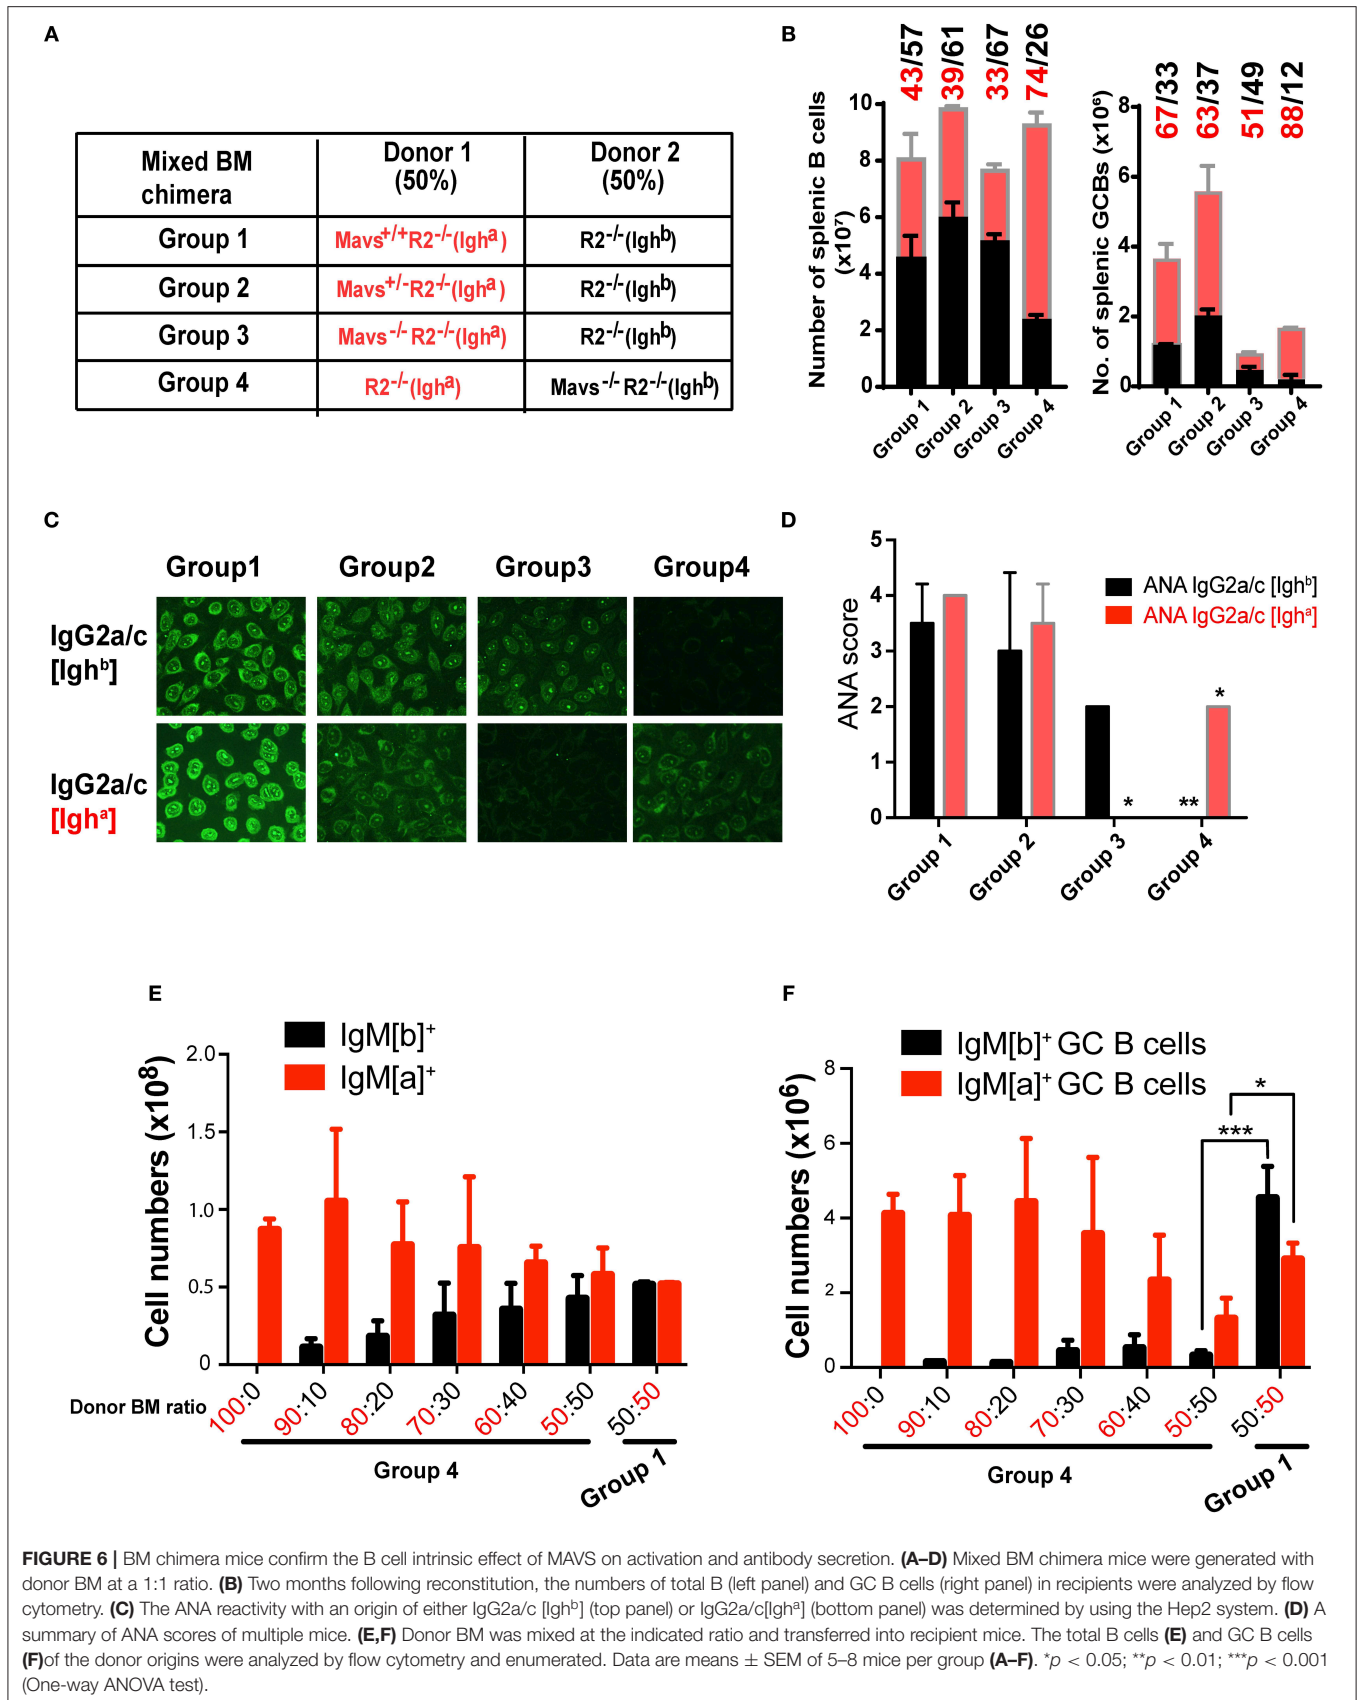 A
Mixed BM chimera
Donor 1 (50%)
Donor 2 (50%)
Group 1
Mavs+/+R2-/-(Igha)
R2-/-(Ighb)
Group 2
Mavs+/-R2-/-(Igha)
R2-/-(Ighb)
Group 3
Mavs-/-R2-/-(Igha)
R2-/-(Ighb)
Group 4
R2-/-(Igha)
Mavs-/- R2-/-(Ighb)
B
Number of splenic B cells (x10⁷)
43/57
39/61
33/67
74/26
10
8
6
4
2
0
Group 1
Group 2
Group 3
Group 4
No. of splenic GCBs (x10⁶)
67/33
63/37
51/49
88/12
8
6
4
2
0
Group 1
Group 2
Group 3
Group 4
C
Group1
Group2
Group3
Group4
IgG2a/c
[Ighᵇ]
IgG2a/c
[Ighᵃ]
D
ANA score
5
4
3
2
1
0
ANA IgG2a/c [Ighᵇ]
ANA IgG2a/c [Ighᵃ]
*
**
*
Group 1
Group 2
Group 3
Group 4
E
IgM[b]+
IgM[a]+
Cell numbers (x10⁸)
2.0
1.5
1.0
0.5
0
Donor BM ratio
100:0
90:10
80:20
70:30
60:40
50:50
50:50
Group 4
Group 1
F
IgM[b]+ GC B cells
IgM[a]+ GC B cells
Cell numbers (x10⁶)
8
6
4
2
0
*
***
100:0
90:10
80:20
70:30
60:40
50:50
50:50
Group 4
Group 1
FIGURE 6 | BM chimera mice confirm the B cell intrinsic effect of MAVS on activation and antibody secretion. (A–D) Mixed BM chimera mice were generated with
donor BM at a 1:1 ratio. (B) Two months following reconstitution, the numbers of total B (left panel) and GC B cells (right panel) in recipients were analyzed by flow
cytometry. (C) The ANA reactivity with an origin of either IgG2a/c [Ighᵇ] (top panel) or IgG2a/c[Ighᵃ] (bottom panel) was determined by using the Hep2 system. (D) A
summary of ANA scores of multiple mice. (E,F) Donor BM was mixed at the indicated ratio and transferred into recipient mice. The total B cells (E) and GC B cells
(F)of the donor origins were analyzed by flow cytometry and enumerated. Data are means ± SEM of 5–8 mice per group (A–F). *p < 0.05; **p < 0.01; ***p < 0.001
(One-way ANOVA test).